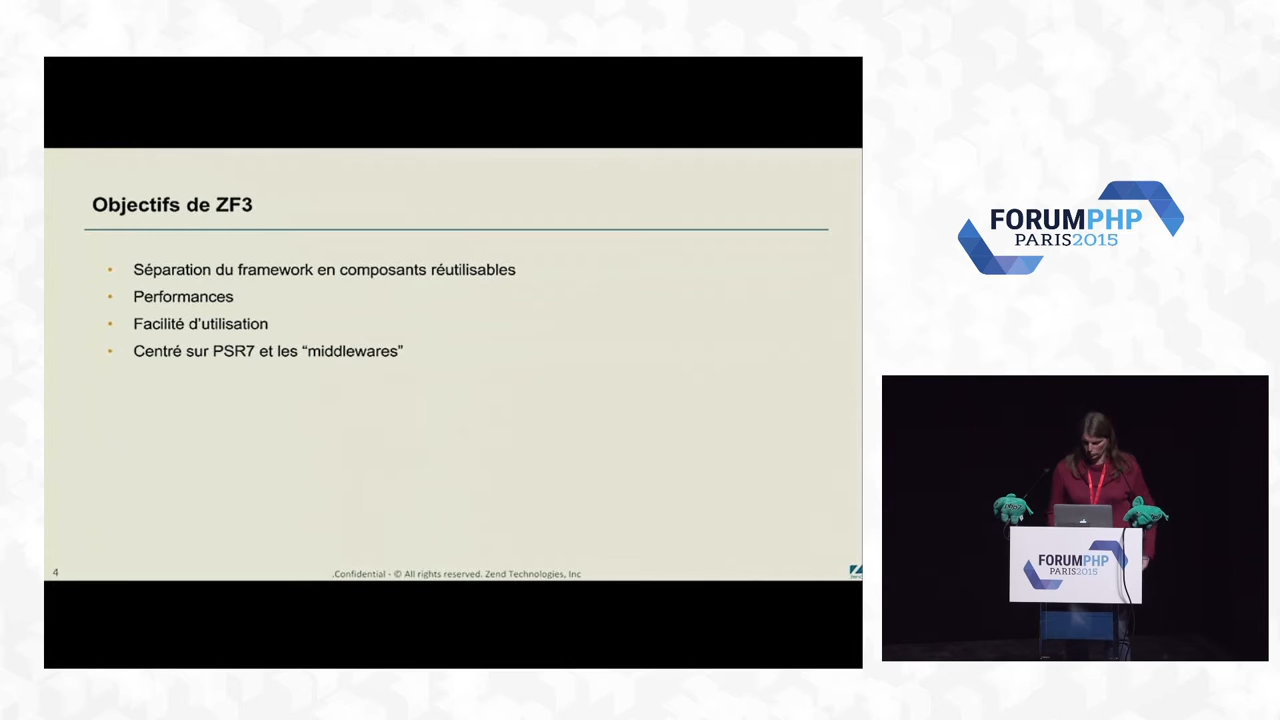 Objectifs de ZF3
• Séparation du framework en composants réutilisables
• Performances
• Facilité d’utilisation
• Centré sur PSR7 et les “middlewares”
4
.Confidential - © All rights reserved. Zend Technologies, Inc
FORUMPHP
PARIS2015
FORUMPHP
PARIS2015